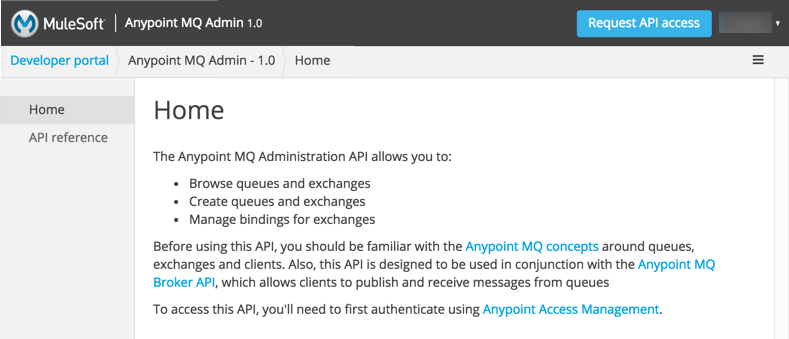 MuleSoft® Anypoint MQ Admin 1.0 Request API access
Developer portal Anypoint MQ Admin - 1.0 Home
Home
API reference
Home
The Anypoint MQ Administration API allows you to:
• Browse queues and exchanges
• Create queues and exchanges
• Manage bindings for exchanges
Before using this API, you should be familiar with the Anypoint MQ concepts around queues,
exchanges and clients. Also, this API is designed to be used in conjunction with the Anypoint MQ
Broker API, which allows clients to publish and receive messages from queues
To access this API, you'll need to first authenticate using Anypoint Access Management.